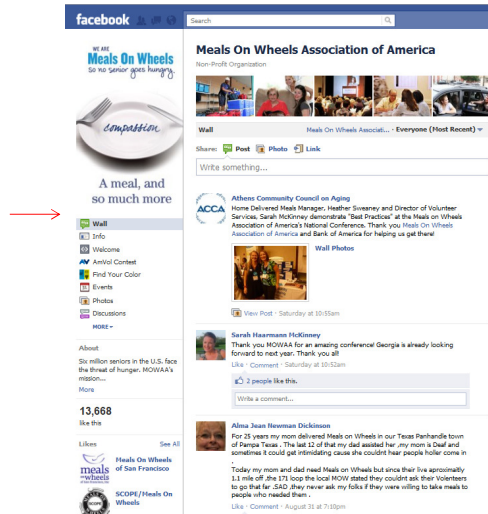 facebook
Search
WE ARE
Meals On Wheels
So no senior goes hungry.
compassion
A meal, and
so much more
Wall
Info
Welcome
AmVol Contest
Find Your Color
Events
Photos
Discussions
MORE
About
Six million seniors in the U.S. face
the threat of hunger. MOWAA's
mission...
More
13,668
like this
Likes See All
meals
on wheels
Meals On Wheels
of San Francisco
SCOPE
SCOPE/Meals On
Wheels
Meals On Wheels Association of America
Non-Profit Organization
Wall Meals On Wheels Associati... · Everyone (Most Recent)
Share: Post Photo Link
Write something...
ACCA
Athens Community Council on Aging
Home Delivered Meals Manager, Heather Sweaney and Director of Volunteer
Services, Sarah McKinney demonstrate "Best Practices" at the Meals on Wheels
Association of America's National Conference. Thank you Meals On Wheels
Association of America and Bank of America for helping us get there!
Wall Photos
View Post · Saturday at 10:55am
Sarah Haarmann McKinney
Thank you MOWAA for an amazing conference! Georgia is already looking
forward to next year. Thank you all!
Like · Comment · Saturday at 10:52am
2 people like this.
Write a comment...
Alma Jean Newman Dickinson
For 25 years my mom delivered Meals on Wheels in our Texas Panhandle town
of Pampa Texas . The last 12 of that my dad assisted her .my mom is Deaf and
sometimes it could get intimidating cause she couldnt hear people holler come in
.
Today my mom and dad need Meals on Wheels but since their live aproximaitly
1.1 mile off .the 171 loop the local MOW stated they couldnt ask their Volenteers
to go that far .SAD ,they never ask my folks if they were willing to take meals to
people who needed them .
Like · Comment · August 31 at 7:10pm